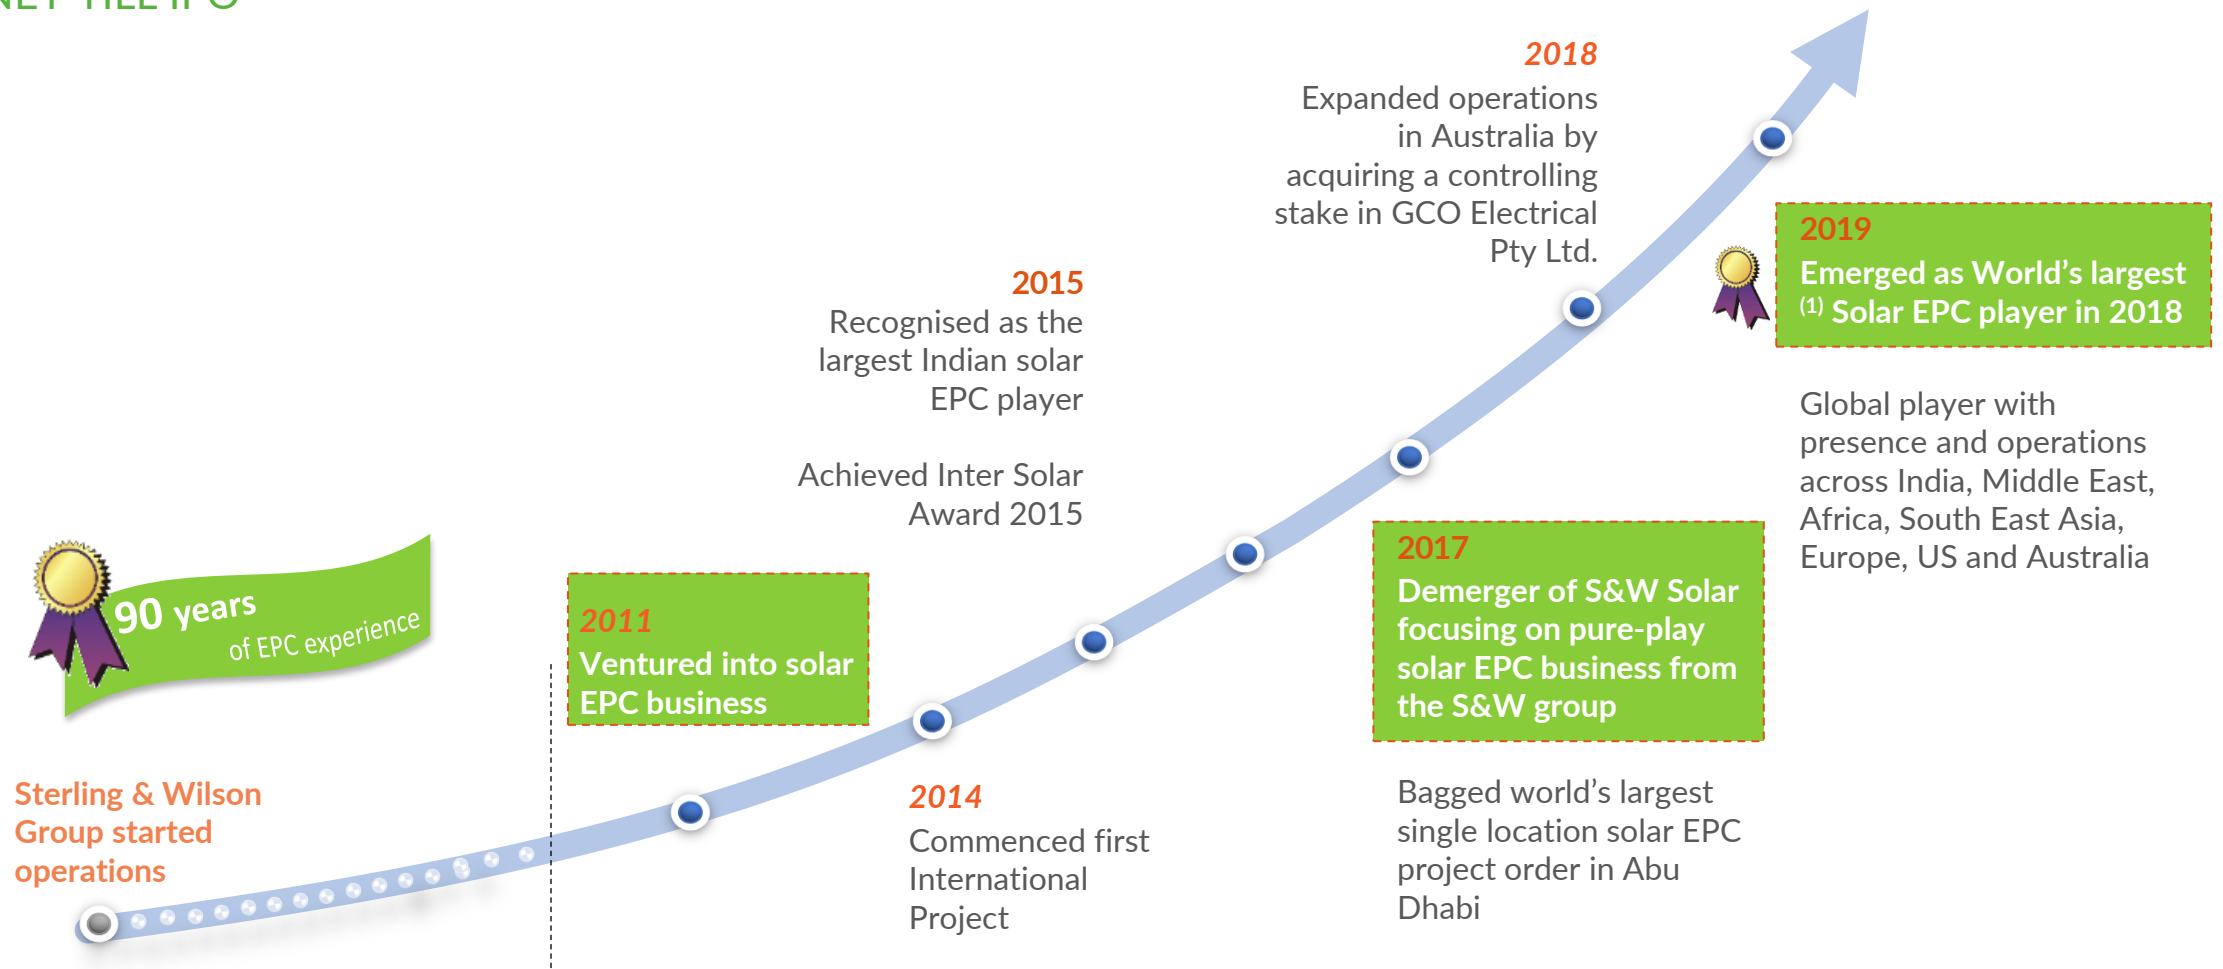 TILL IPO
90 years
of EPC experience
Sterling & Wilson
Group started
operations
2011
Ventured into solar
EPC business
2014
Commenced first
International
Project
2015
Recognised as the
largest Indian solar
EPC player
Achieved Inter Solar
Award 2015
2017
Demerger of S&W Solar
focusing on pure-play
solar EPC business from
the S&W group
Bagged world's largest
single location solar EPC
project order in Abu
Dhabi
2018
Expanded operations
in Australia by
acquiring a controlling
stake in GCO Electrical
Pty Ltd.
2019
Emerged as World's largest
(1) Solar EPC player in 2018
Global player with
presence and operations
across India, Middle East,
Africa, South East Asia,
Europe, US and Australia